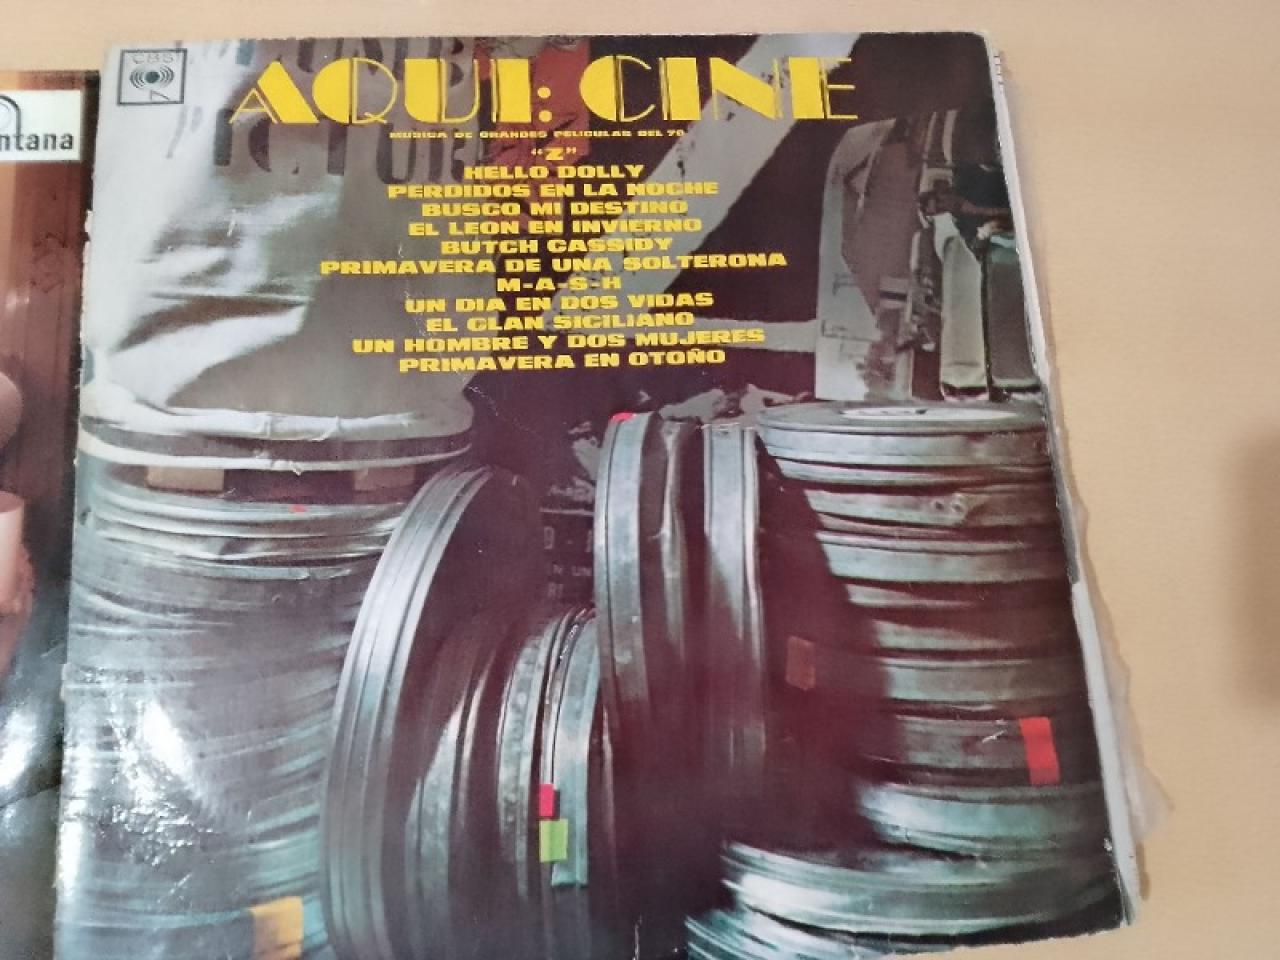 CBS
AQUI: CINE
MUSICA DE GRANDES PELICULAS DEL 70
"Z"
HELLO DOLLY
PERDIDOS EN LA NOCHE
BUSCO MI DESTINO
EL LEON EN INVIERNO
BUTCH CASSIDY
PRIMAVERA DE UNA SOLTERONA
M-A-S-H
UN DIA EN DOS VIDAS
EL CLAN SICILIANO
UN HOMBRE Y DOS MUJERES
PRIMAVERA EN OTOÑO
ntana